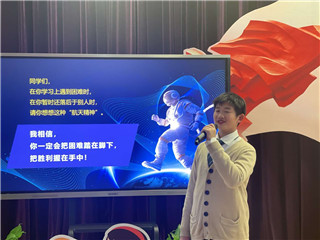 同学们，
在你学习上遇到困难时，
在你暂时还落后于别人时，
请你想想这种“航天精神”。
我相信，
你一定会把困难踏在脚下，
把胜利握在手中！